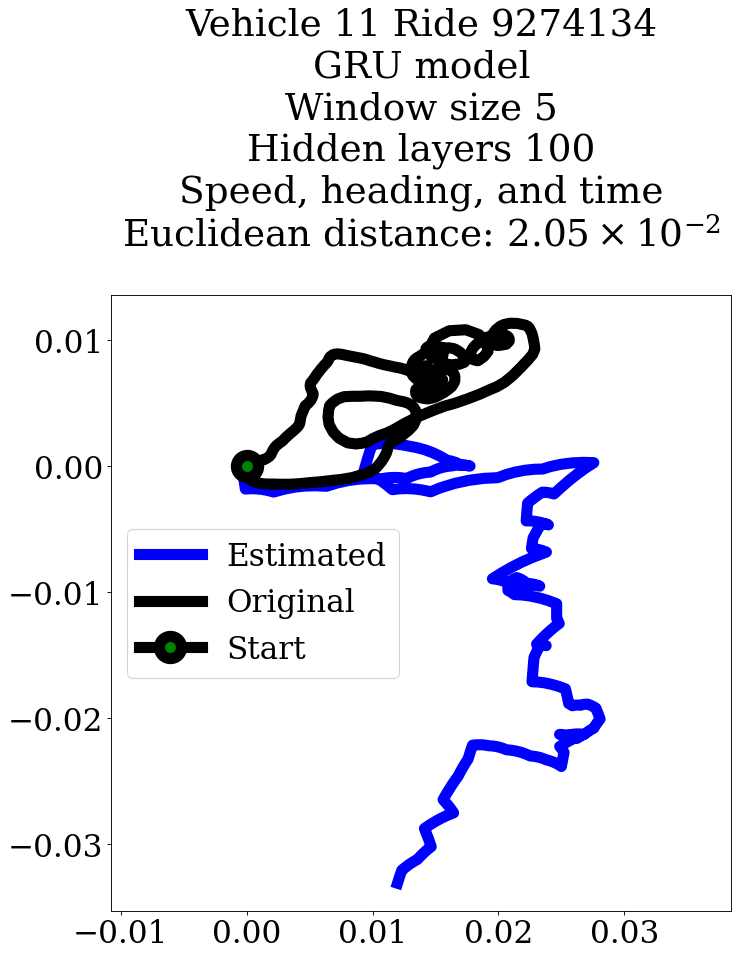 Vehicle 11 Ride 9274134
GRU model
Window size 5
Hidden layers 100
Speed, heading, and time
Euclidean distance: 2.05 × 10⁻²
0.01
0.00
−0.01
−0.02
−0.03
Estimated
Original
Start
−0.01 0.00 0.01 0.02 0.03